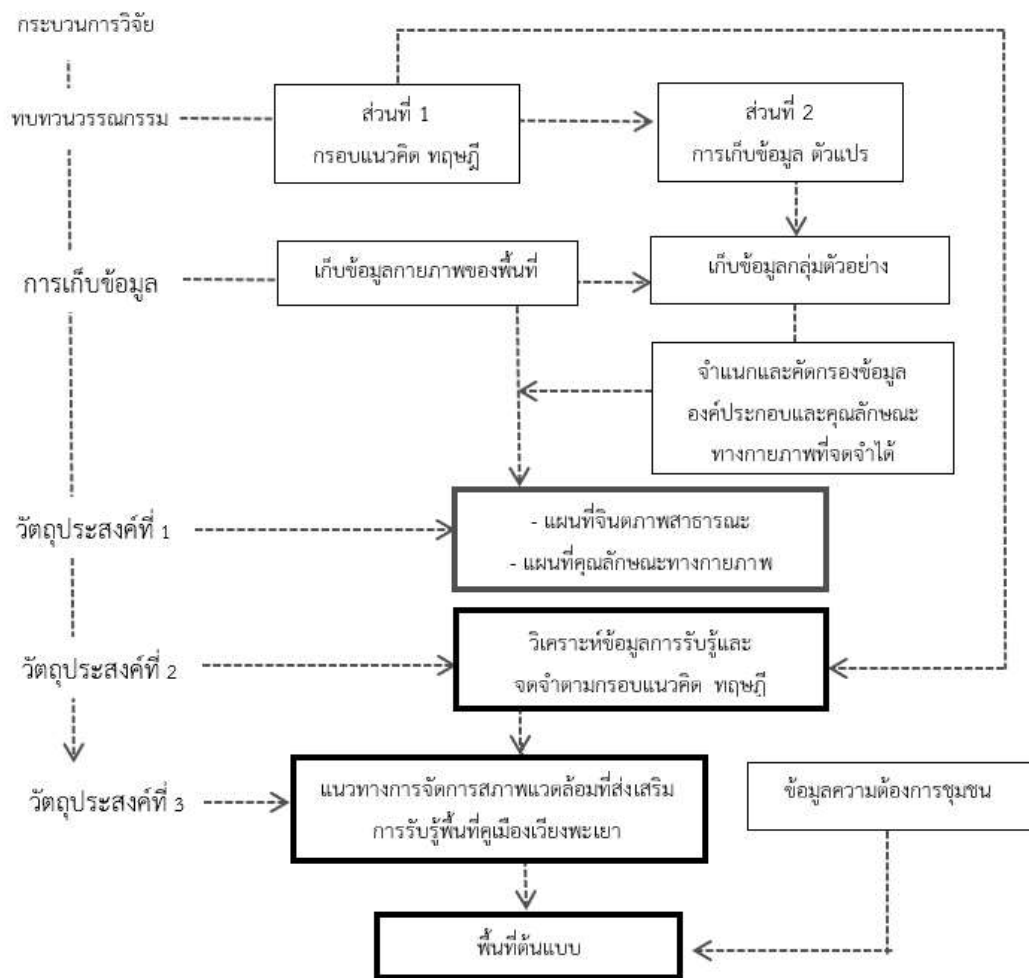 กระบวนการวิจัย
ทบทวนวรรณกรรม
ส่วนที่ 1
กรอบแนวคิด ทฤษฎี
ส่วนที่ 2
การเก็บข้อมูล ตัวแปร
การเก็บข้อมูล
เก็บข้อมูลกายภาพของพื้นที่
เก็บข้อมูลกลุ่มตัวอย่าง
จำแนกและคัดกรองข้อมูล
องค์ประกอบและคุณลักษณะ
ทางกายภาพที่จดจำได้
วัตถุประสงค์ที่ 1
- แผนที่จินตภาพสาธารณะ
- แผนที่คุณลักษณะทางกายภาพ
วัตถุประสงค์ที่ 2
วิเคราะห์ข้อมูลการรับรู้และ
จดจำตามกรอบแนวคิด ทฤษฎี
วัตถุประสงค์ที่ 3
แนวทางการจัดการสภาพแวดล้อมที่ส่งเสริม
การรับรู้พื้นที่คูเมืองเวียงพะเยา
ข้อมูลความต้องการชุมชน
พื้นที่ต้นแบบ